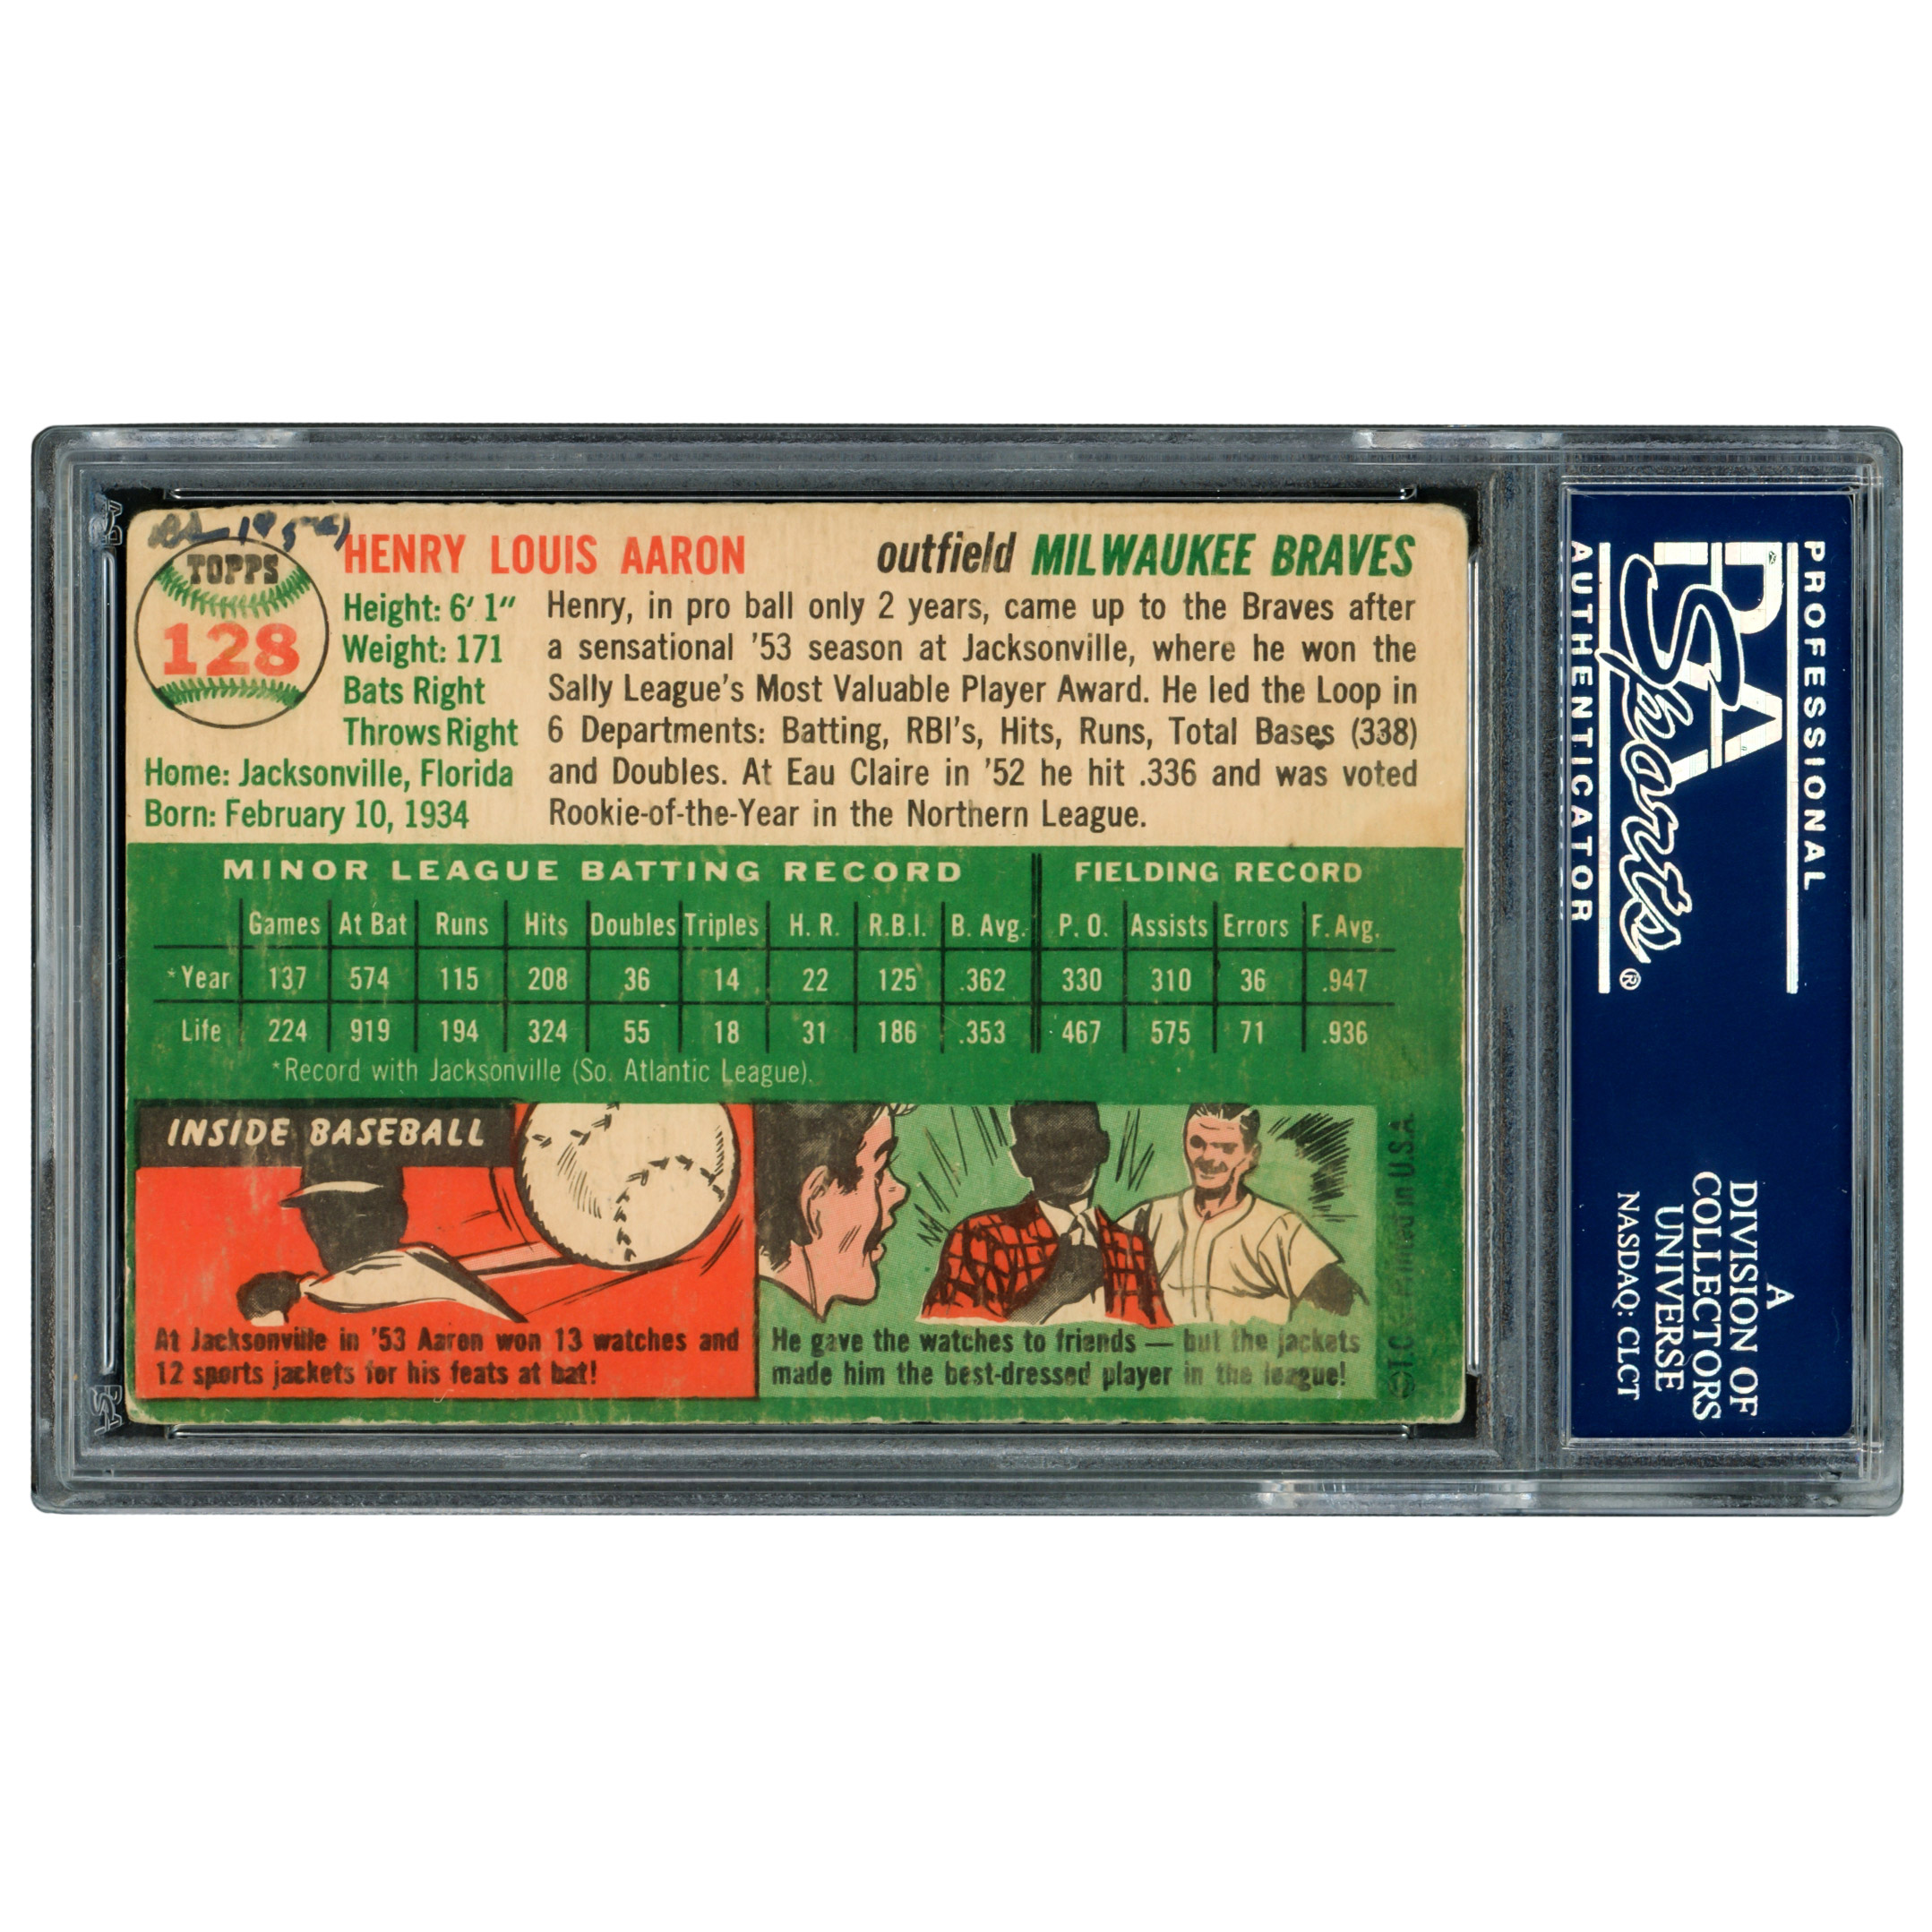 TOPPS
128
HENRY LOUIS AARON
outfield MILWAUKEE BRAVES
Height: 6' 1"
Weight: 171
Bats Right
Throws Right
Home: Jacksonville, Florida
Born: February 10, 1934
Henry, in pro ball only 2 years, came up to the Braves after
a sensational '53 season at Jacksonville, where he won the
Sally League's Most Valuable Player Award. He led the Loop in
6 Departments: Batting, RBI's, Hits, Runs, Total Bases (338)
and Doubles. At Eau Claire in '52 he hit .336 and was voted
Rookie-of-the-Year in the Northern League.
MINOR LEAGUE BATTING RECORD FIELDING RECORD
Games At Bat Runs Hits Doubles Triples H. R. R.B.I. B. Avg. P. O. Assists Errors F. Avg.
*Year 137 574 115 208 36 14 22 125 .362 330 310 36 .947
Life 224 919 194 324 55 18 31 186 .353 467 575 71 .936
*Record with Jacksonville (So. Atlantic League).
INSIDE BASEBALL
At Jacksonville in '53 Aaron won 13 watches and
12 sports jackets for his feats at bat!
He gave the watches to friends — but the jackets
made him the best-dressed player in the league!
©T.C.G. Printed in U.S.A.
PROFESSIONAL
PSA
Sports®
AUTHENTICATOR
A
DIVISION OF
COLLECTORS
UNIVERSE
NASDAQ: CLCT